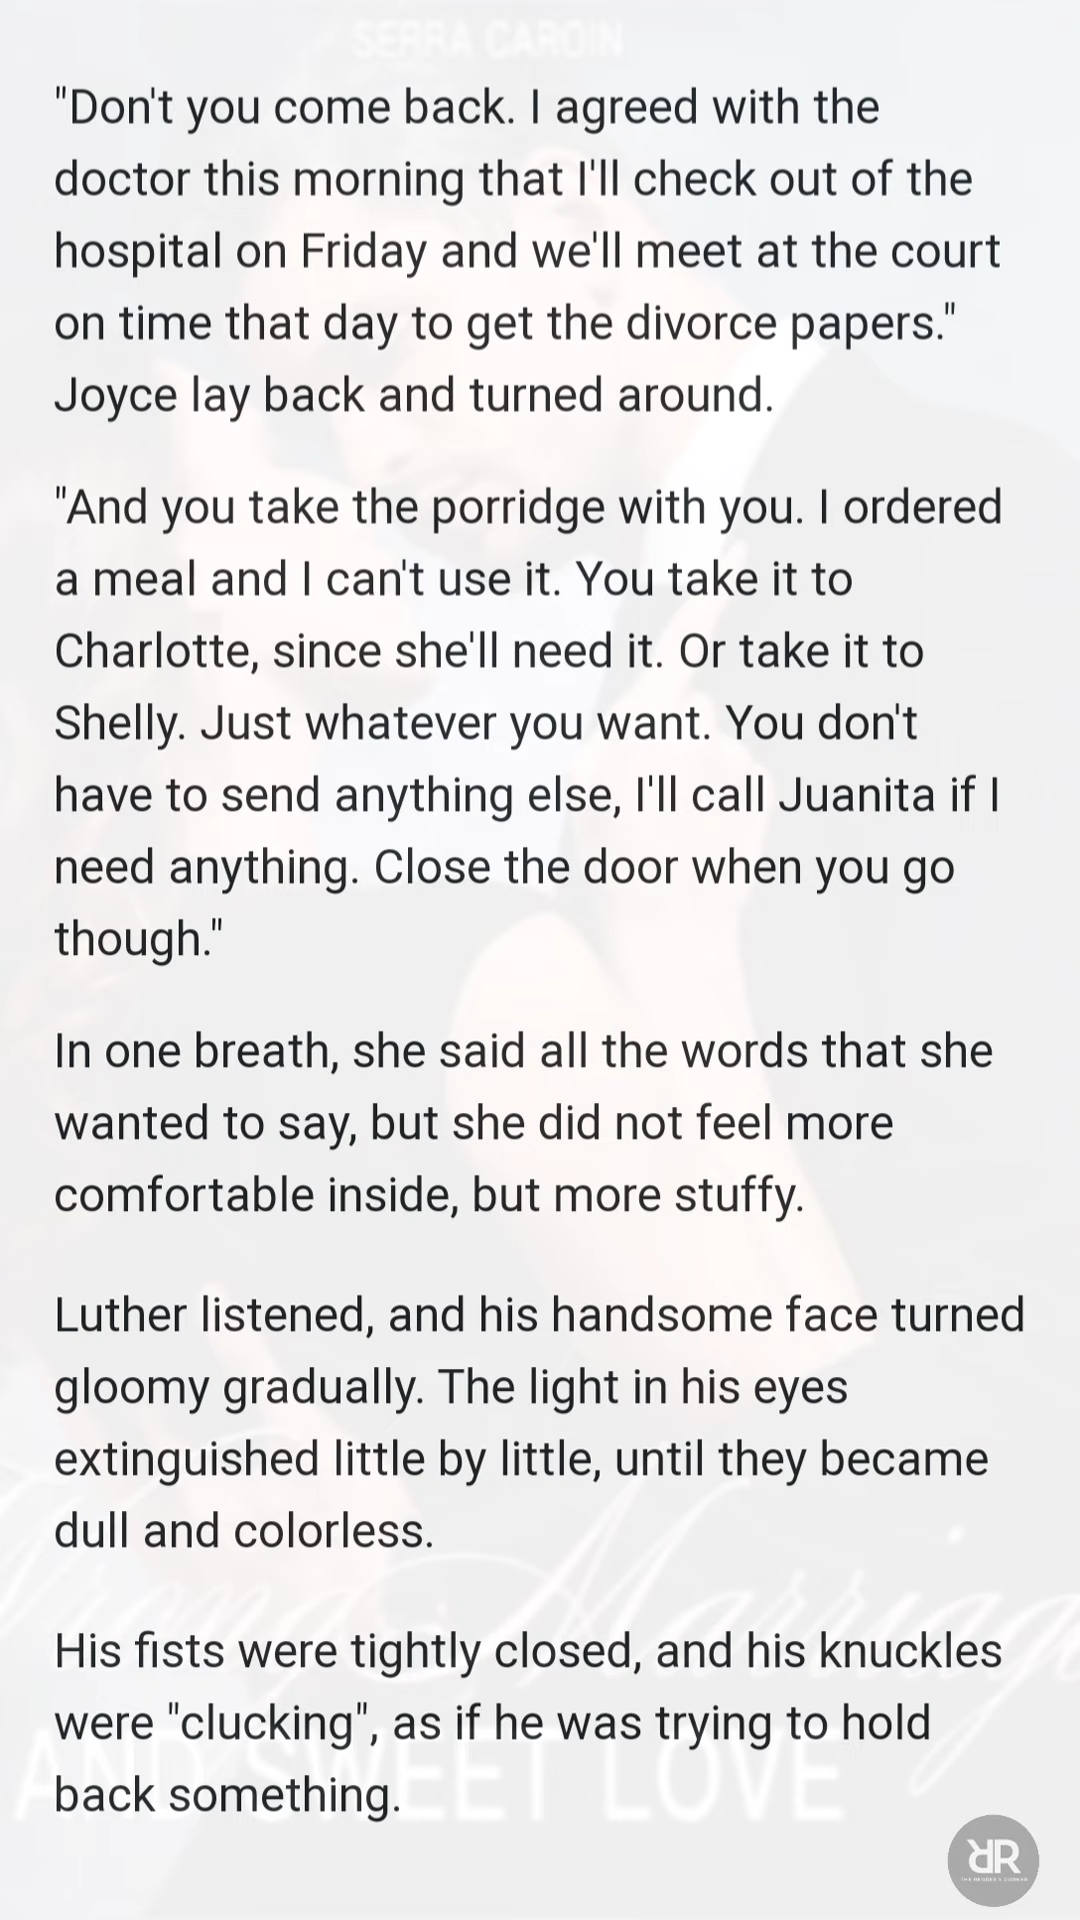 SERRA CAROIN
"Don't you come back. I agreed with the
doctor this morning that I'll check out of the
hospital on Friday and we'll meet at the court
on time that day to get the divorce papers."
Joyce lay back and turned around.
"And you take the porridge with you. I ordered
a meal and I can't use it. You take it to
Charlotte, since she'll need it. Or take it to
Shelly. Just whatever you want. You don't
have to send anything else, I'll call Juanita if I
need anything. Close the door when you go
though."
In one breath, she said all the words that she
wanted to say, but she did not feel more
comfortable inside, but more stuffy.
Luther listened, and his handsome face turned
gloomy gradually. The light in his eyes
extinguished little by little, until they became
dull and colorless.
His fists were tightly closed, and his knuckles
were "clucking", as if he was trying to hold
back something.
Wrong Marriag
AND SWEET LOVE
RR
THE READER'S CORNER